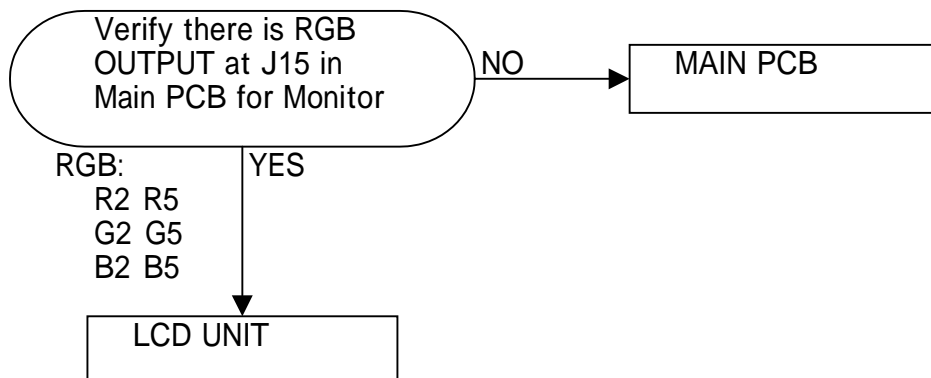 Verify there is RGB
OUTPUT at J15 in
Main PCB for Monitor
NO
MAIN PCB
RGB:
YES
R2 R5
G2 G5
B2 B5
LCD UNIT